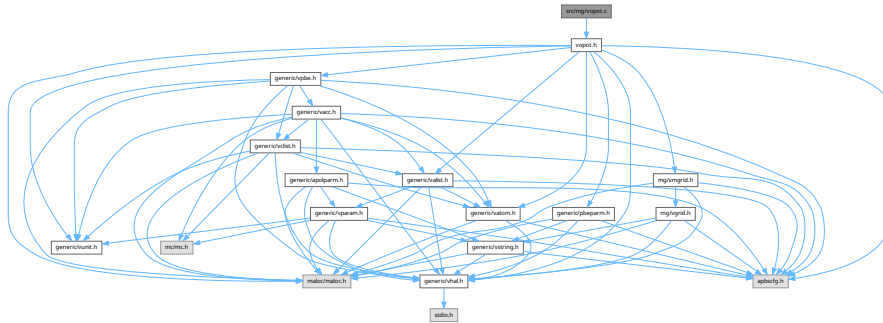 src/mg/vopot.c
vopot.h
generic/vpbe.h
generic/vacc.h
generic/vclist.h
generic/apolparm.h
generic/valist.h
mg/vmgrid.h
generic/vparam.h
generic/vatom.h
generic/pbeparm.h
mg/vgrid.h
generic/vunit.h
mc/mc.h
generic/vstring.h
maloc/maloc.h
generic/vhal.h
apbscfg.h
stdio.h